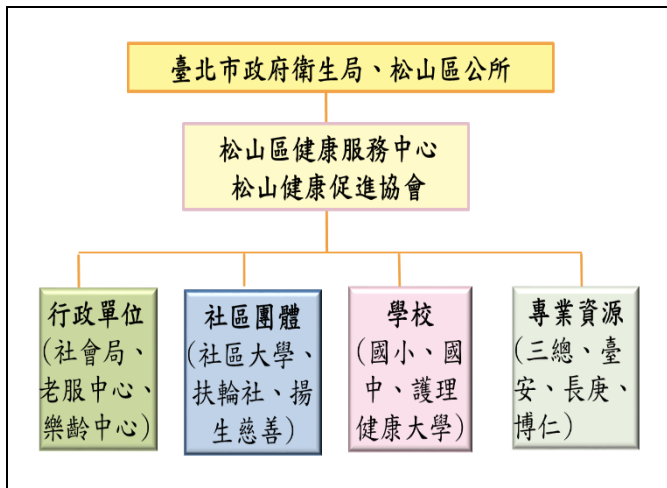 臺北市政府衛生局、松山區公所
松山區健康服務中心
松山健康促進協會
行政單位
(社會局、
老服中心、
樂齡中心)
社區團體
(社區大學、
扶輪社、揚
生慈善)
學校
(國小、國
中、護理
健康大學)
專業資源
(三總、臺
安、長庚、
博仁)